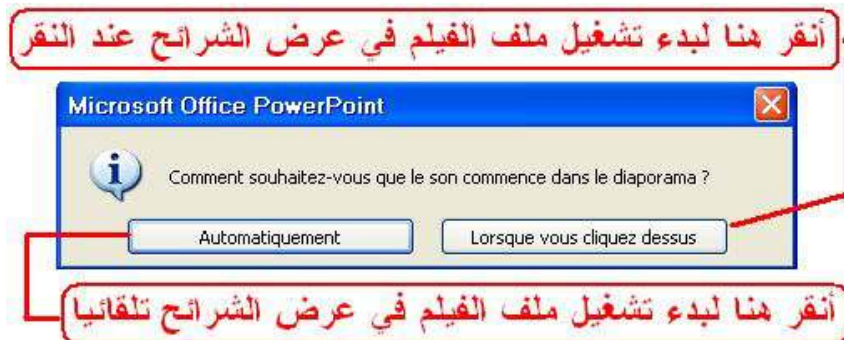 أنقر هنا لبدء تشغيل ملف الفيلم في عرض الشرائح عند النقر
Microsoft Office PowerPoint
Comment souhaitez-vous que le son commence dans le diaporama ?
Automatiquement
Lorsque vous cliquez dessus
أنقر هنا لبدء تشغيل ملف الفيلم في عرض الشرائح تلقائيا